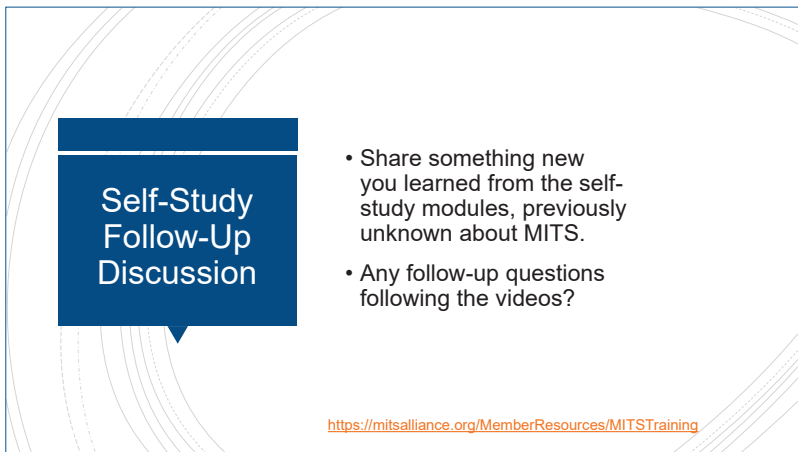 Self-Study
Follow-Up
Discussion
• Share something new
you learned from the self-
study modules, previously
unknown about MITS.
• Any follow-up questions
following the videos?
https://mitsalliance.org/MemberResources/MITSTraining